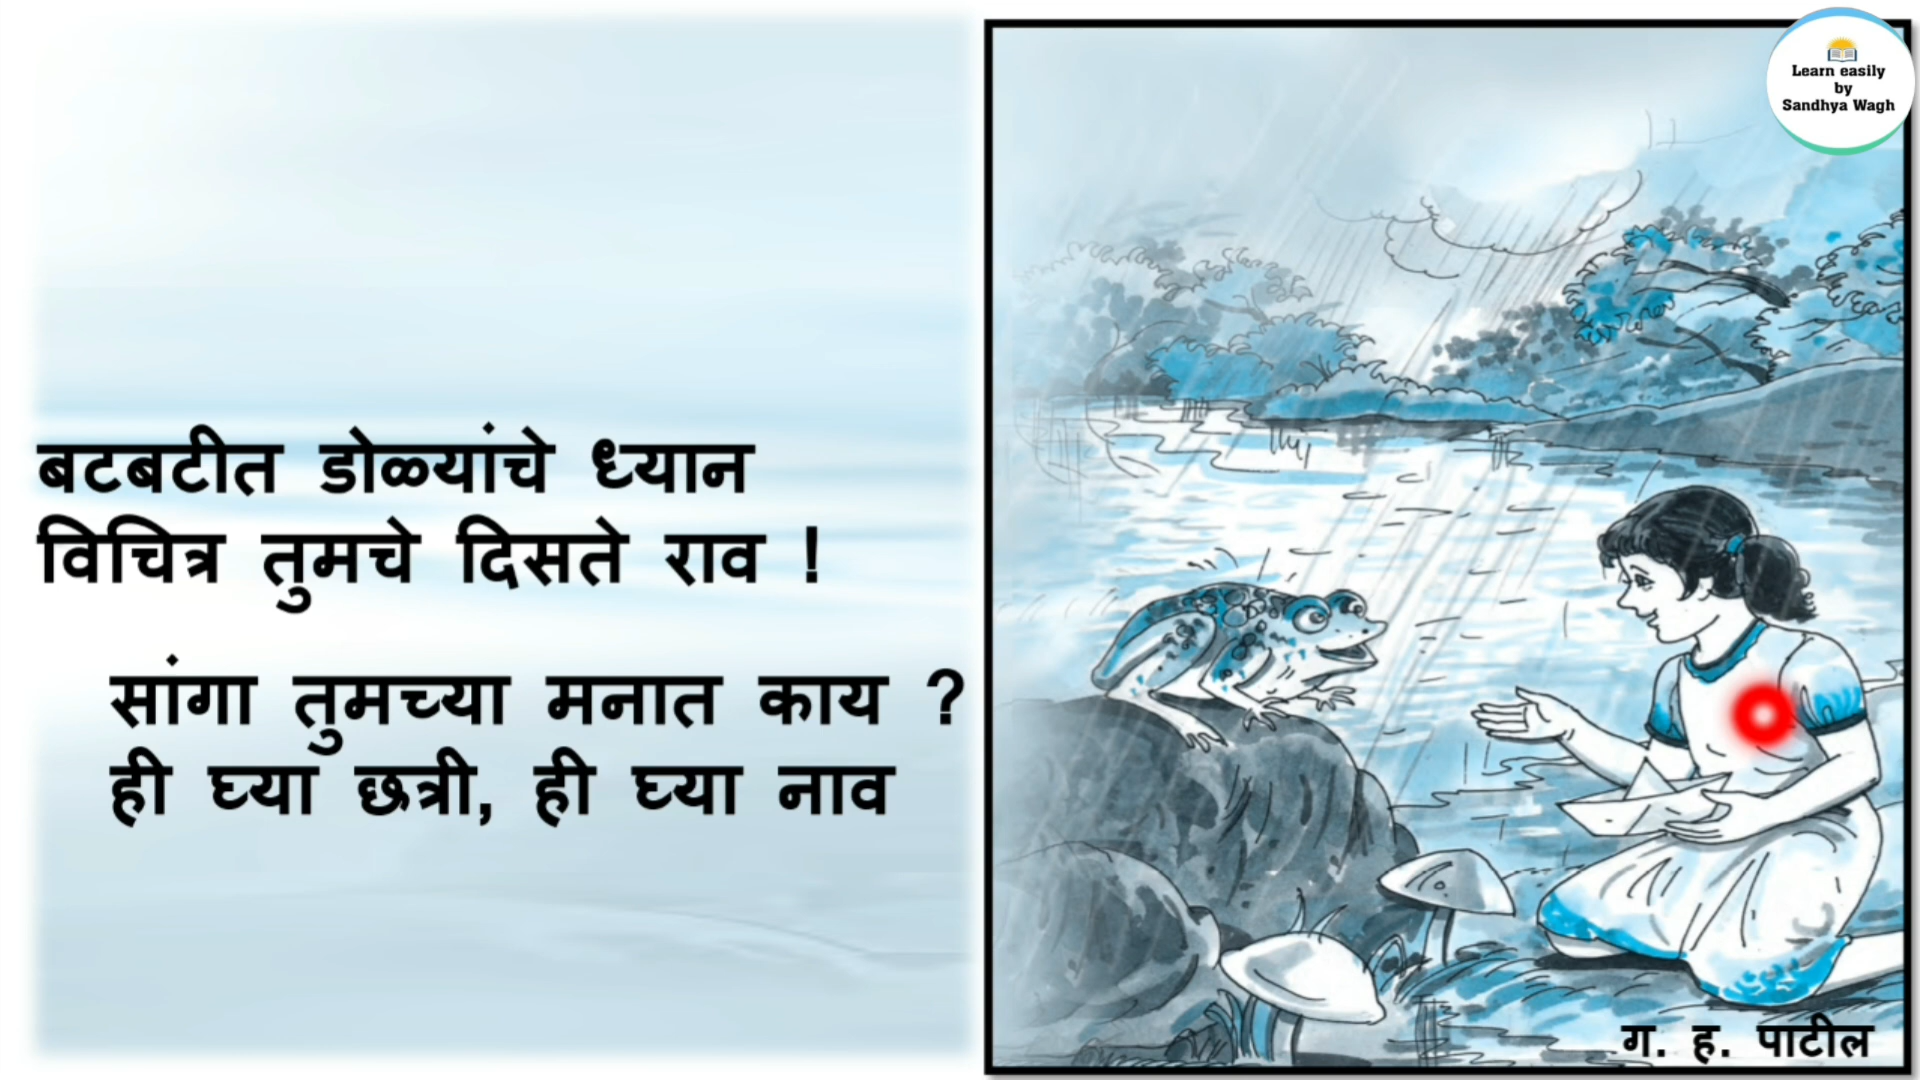 बटबटीत डोळ्यांचे ध्यान
विचित्र तुमचे दिसते राव !
सांगा तुमच्या मनात काय ?
ही घ्या छत्री, ही घ्या नाव
Learn easily
by
Sandhya Wagh
ग. ह. पाटील